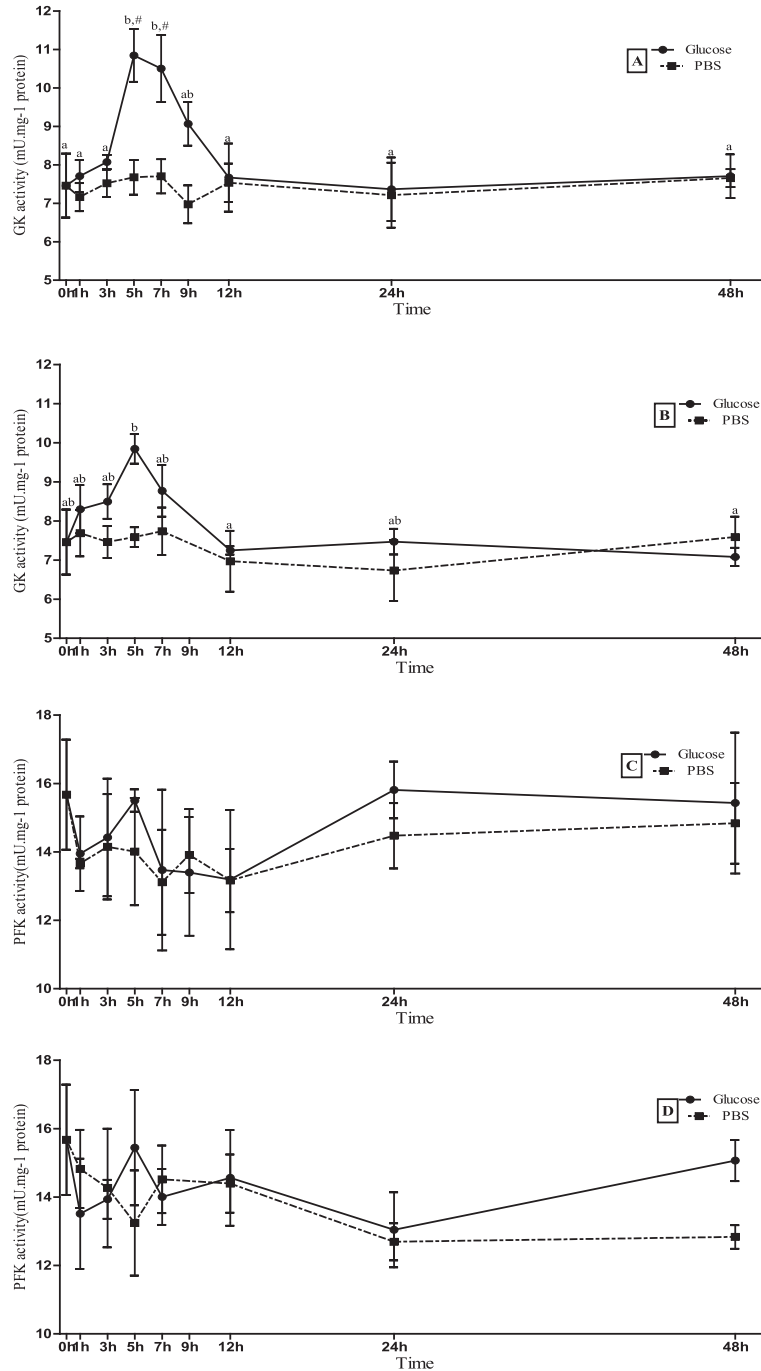 GK activity (mU.mg-1 protein)
12
11
10
9
8
7
6
5
a a a b,# b,# ab a a a
A Glucose
PBS
0h 1h 3h 5h 7h 9h 12h 24h 48h
Time
GK activity (mU.mg-1 protein)
12
11
10
9
8
7
6
5
ab ab ab b ab a ab a
B Glucose
PBS
0h 1h 3h 5h 7h 9h 12h 24h 48h
Time
PFK activity(mU.mg-1 protein)
18
16
14
12
10
C Glucose
PBS
0h 1h 3h 5h 7h 9h 12h 24h 48h
Time
PFK activity(mU.mg-1 protein)
18
16
14
12
10
D Glucose
PBS
0h 1h 3h 5h 7h 9h 12h 24h 48h
Time